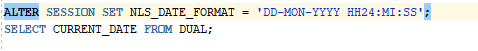 ALTER SESSION SET NLS_DATE_FORMAT = 'DD-MON-YYYY HH24:MI:SS';
SELECT CURRENT_DATE FROM DUAL;